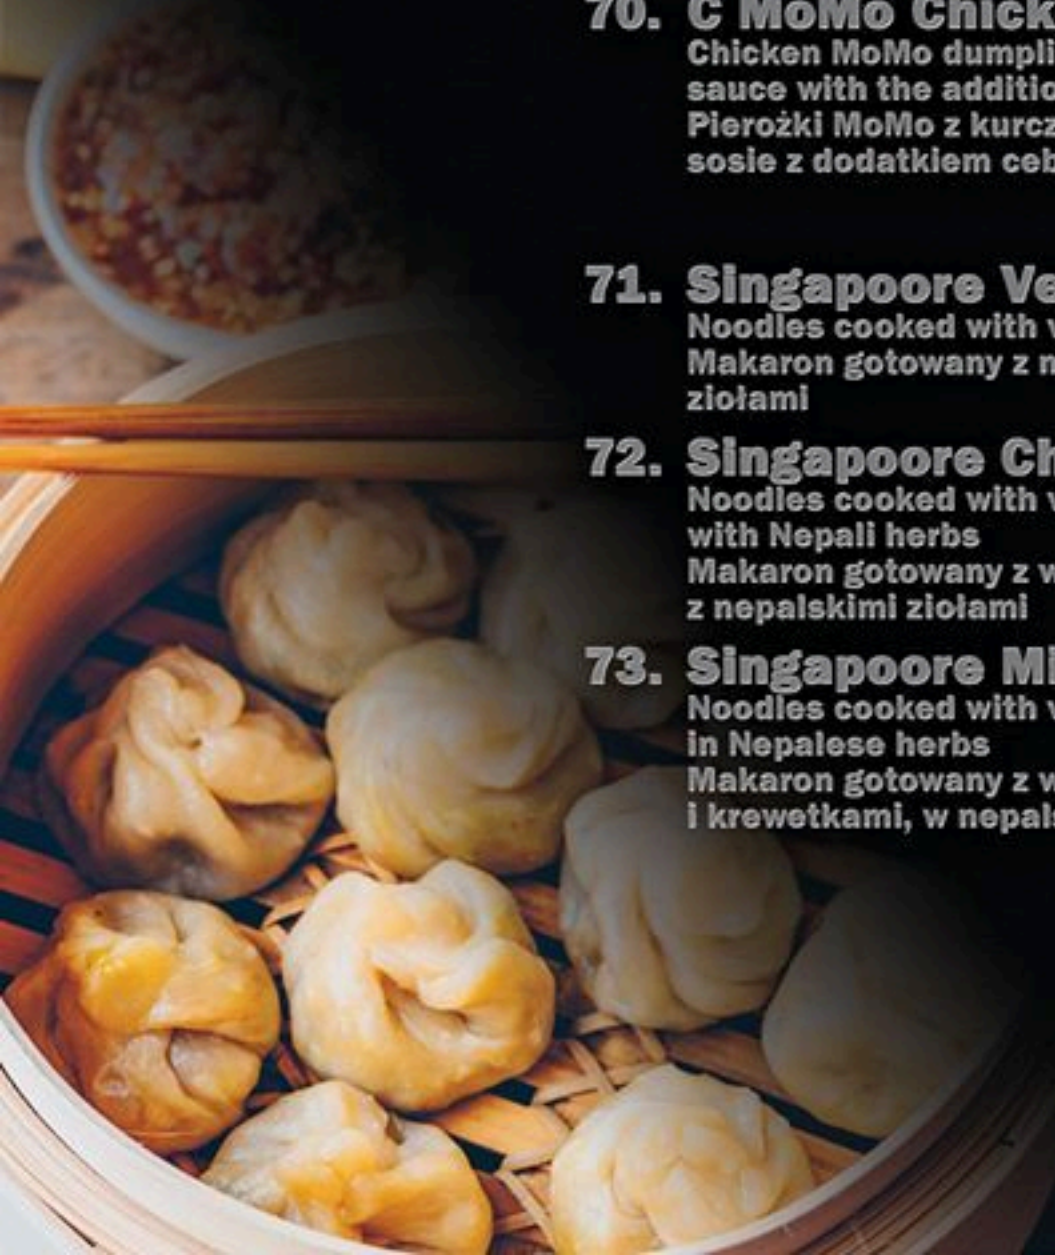 70. C MoMo Chick
Chicken MoMo dumpli
sauce with the additio
Pierożki MoMo z kurcz
sosie z dodatkiem ceb
71. Singapoore Ve
Noodles cooked with v
Makaron gotowany z n
ziołami
72. Singapoore Ch
Noodles cooked with v
with Nepali herbs
Makaron gotowany z w
z nepalskimi ziołami
73. Singapoore Mi
Noodles cooked with v
in Nepalese herbs
Makaron gotowany z w
i krewetkami, w nepals